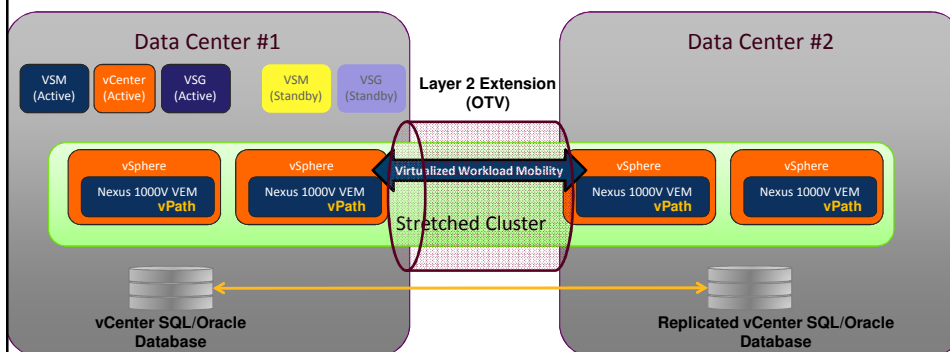 Data Center #1
Data Center #2
VSM
(Active)
vCenter
(Active)
VSG
(Active)
VSM
(Standby)
VSG
(Standby)
Layer 2 Extension
(OTV)
vSphere
Nexus 1000V VEM
vPath
vSphere
Nexus 1000V VEM
vPath
Virtualized Workload Mobility
vSphere
Nexus 1000V VEM
vPath
vSphere
Nexus 1000V VEM
vPath
Stretched Cluster
vCenter SQL/Oracle
Database
Replicated vCenter SQL/Oracle
Database